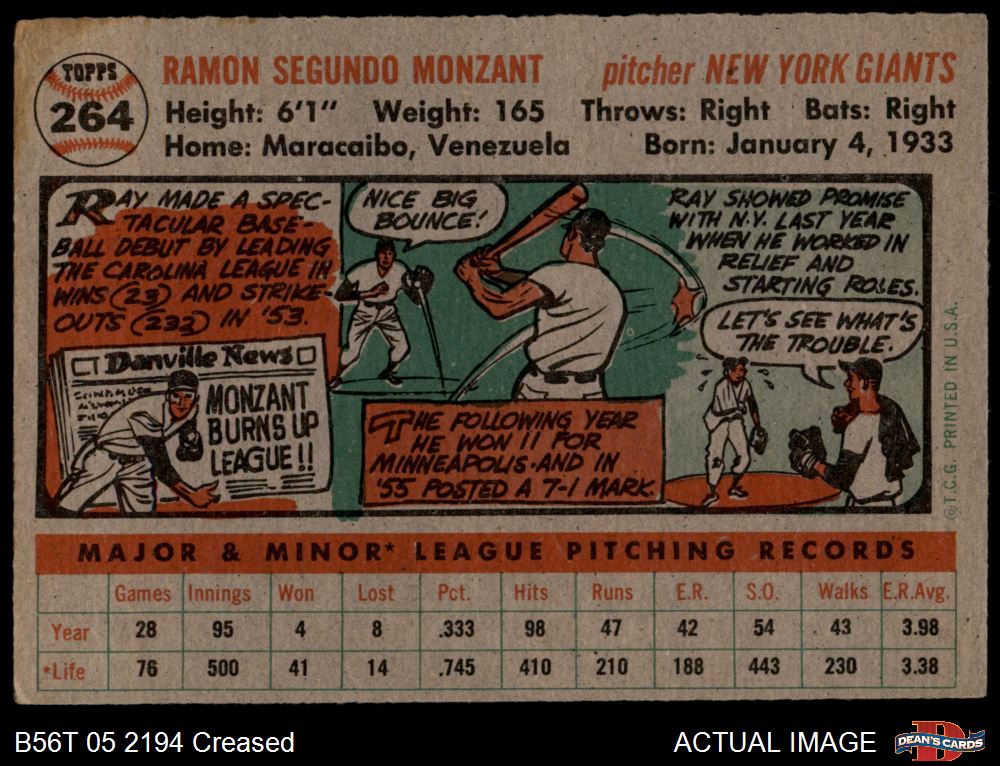 TOPPS
264
RAMON SEGUNDO MONZANT pitcher NEW YORK GIANTS
Height: 6'1" Weight: 165 Throws: Right Bats: Right
Home: Maracaibo, Venezuela Born: January 4, 1933
RAY MADE A SPEC-
TACULAR BASE-
BALL DEBUT BY LEADING
THE CAROLINA LEAGUE IN
WINS (23) AND STRIKE-
OUTS (232) IN '53.
Danville News
MONZANT
BURNS UP
LEAGUE!!
NICE BIG
BOUNCE!
THE FOLLOWING YEAR
HE WON 11 FOR
MINNEAPOLIS-AND IN
'55 POSTED A 7-1 MARK.
RAY SHOWED PROMISE
WITH N.Y. LAST YEAR
WHEN HE WORKED IN
RELIEF AND
STARTING ROLES.
LET'S SEE WHAT'S
THE TROUBLE.
©T.C.G. PRINTED IN U.S.A.
MAJOR & MINOR* LEAGUE PITCHING RECORDS
Games Innings Won Lost Pct. Hits Runs E.R. S.O. Walks E.R.Avg.
Year 28 95 4 8 .333 98 47 42 54 43 3.98
*Life 76 500 41 14 .745 410 210 188 443 230 3.38
B56T 05 2194 Creased ACTUAL IMAGE
DEAN'S CARDS